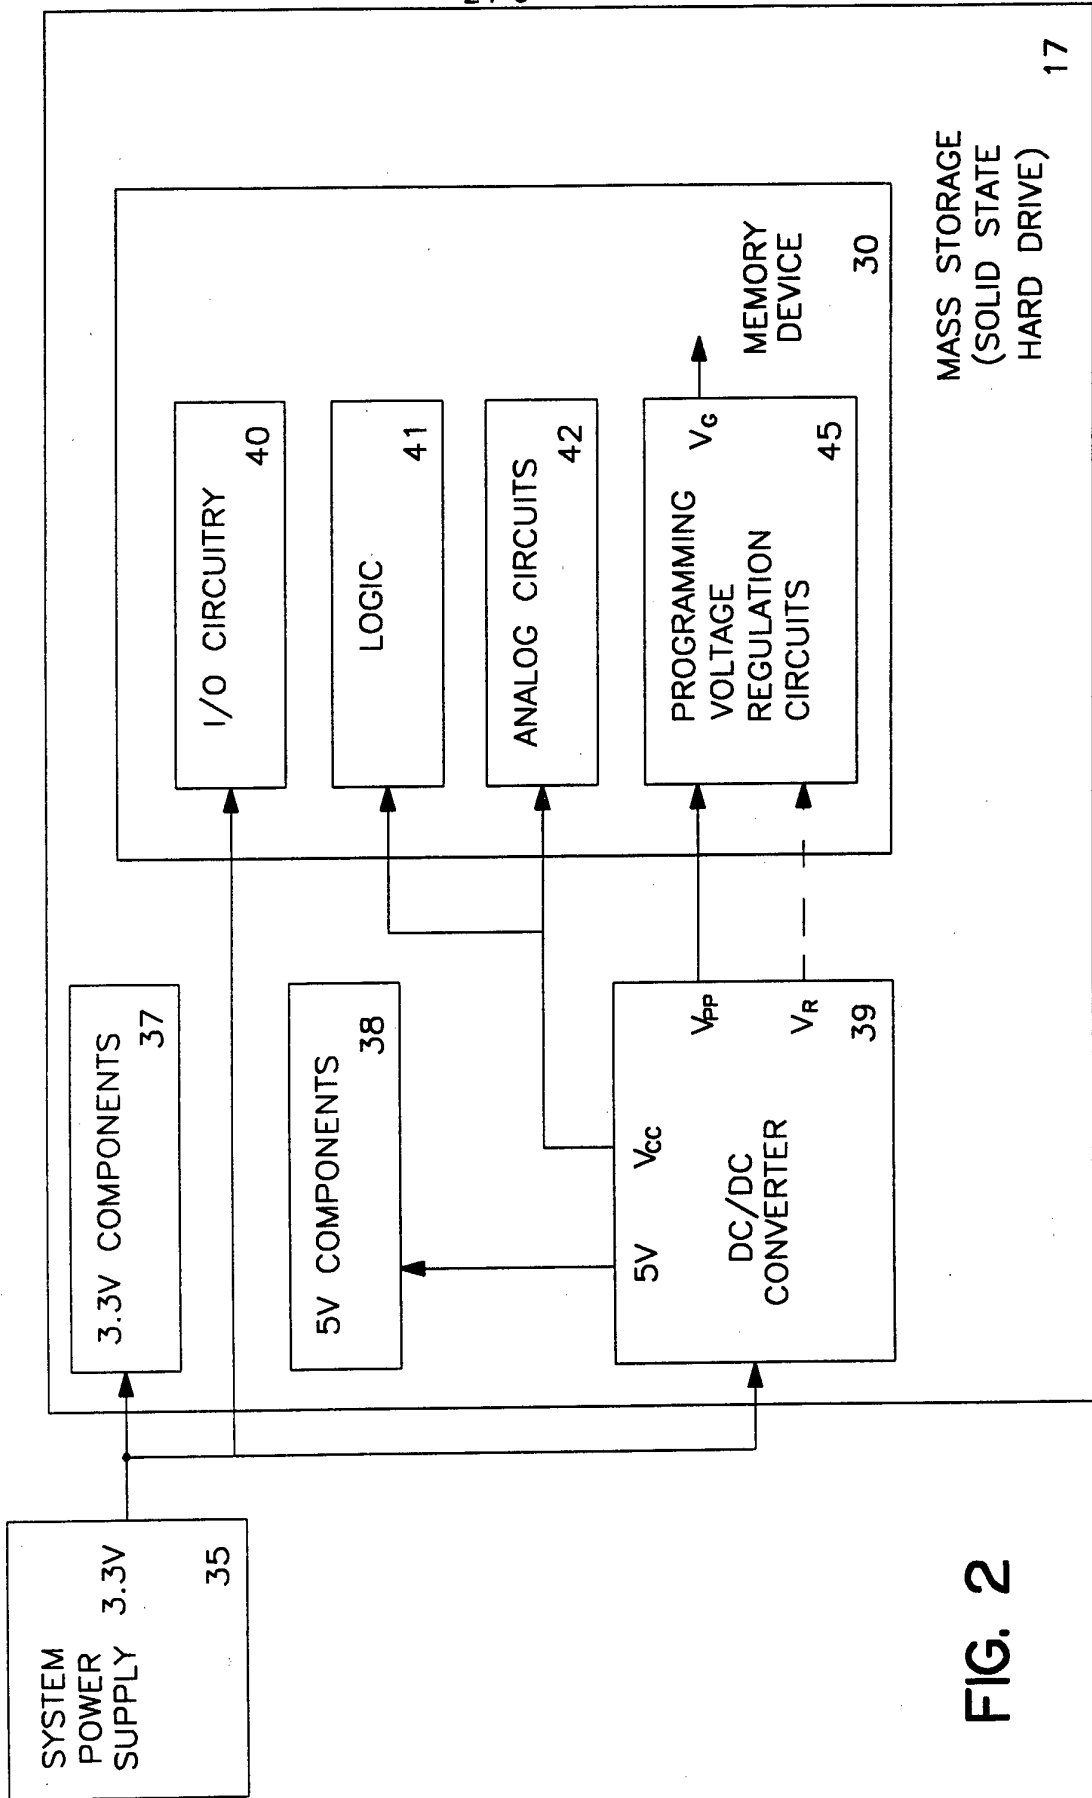 SYSTEM
POWER
SUPPLY 3.3V
35
3.3V COMPONENTS
37
5V COMPONENTS
38
5V
VCC
VPP
VR
DC/DC
CONVERTER
39
I/O CIRCUITRY
40
LOGIC
41
ANALOG CIRCUITS
42
PROGRAMMING
VOLTAGE
REGULATION
CIRCUITS
VG
45
MEMORY
DEVICE
30
MASS STORAGE
(SOLID STATE
HARD DRIVE)
17
FIG. 2